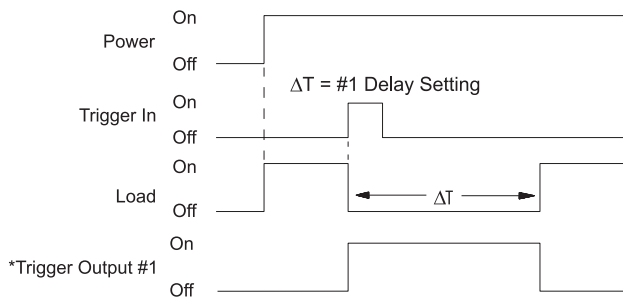 Power
On
Off
ΔT = #1 Delay Setting
Trigger In
On
Off
Load
On
Off
ΔT
*Trigger Output #1
On
Off